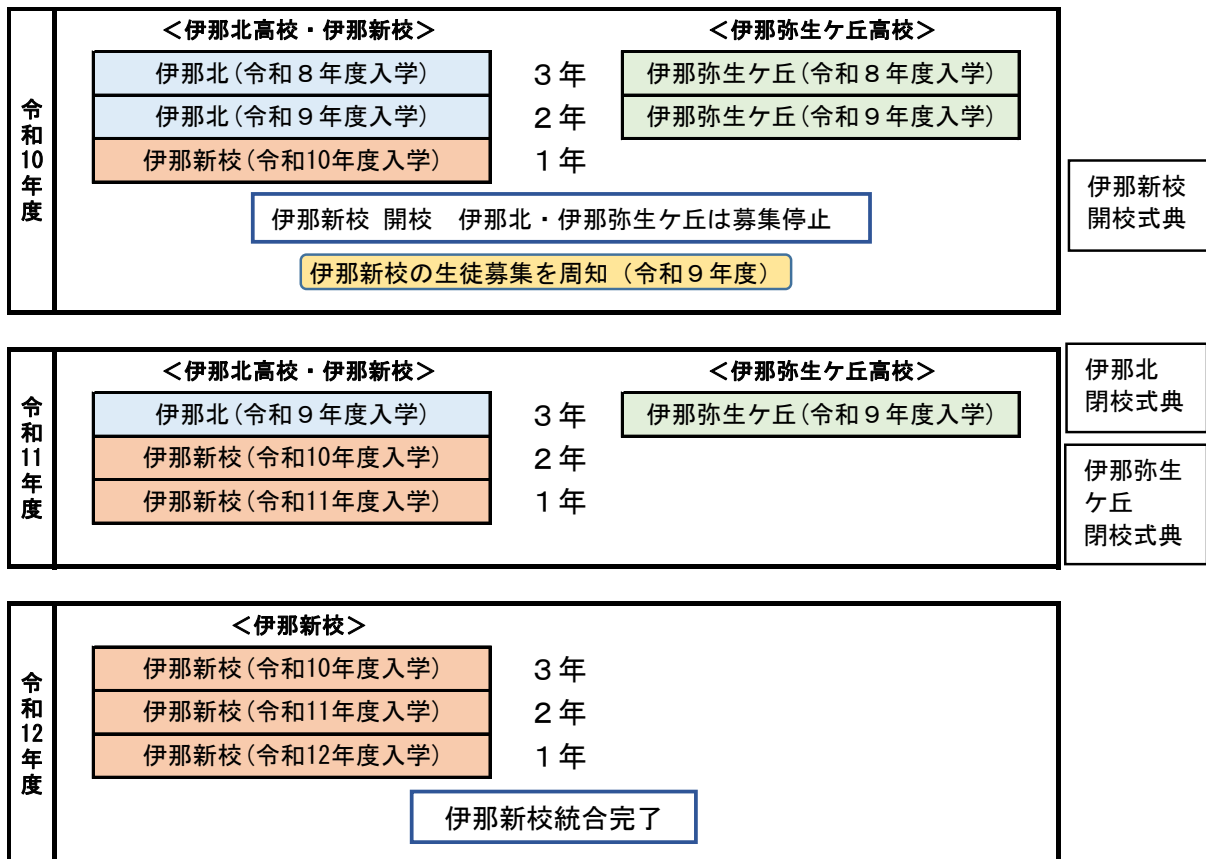 令和10年度
＜伊那北高校・伊那新校＞
＜伊那弥生ケ丘高校＞
伊那北(令和８年度入学)
３年
伊那弥生ケ丘(令和８年度入学)
伊那北(令和９年度入学)
２年
伊那弥生ケ丘(令和９年度入学)
伊那新校(令和10年度入学)
１年
伊那新校 開校　伊那北・伊那弥生ケ丘は募集停止
伊那新校の生徒募集を周知（令和９年度）
伊那新校
開校式典
令和11年度
＜伊那北高校・伊那新校＞
＜伊那弥生ケ丘高校＞
伊那北(令和９年度入学)
３年
伊那弥生ケ丘(令和９年度入学)
伊那新校(令和10年度入学)
２年
伊那新校(令和11年度入学)
１年
伊那北
閉校式典
伊那弥生
ケ丘
閉校式典
令和12年度
＜伊那新校＞
伊那新校(令和10年度入学)
３年
伊那新校(令和11年度入学)
２年
伊那新校(令和12年度入学)
１年
伊那新校統合完了